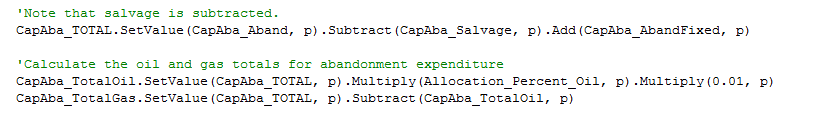 'Note that salvage is subtracted.
CapAba_TOTAL.SetValue(CapAba_Aband, p).Subtract(CapAba_Salvage, p).Add(CapAba_AbandFixed, p)
'Calculate the oil and gas totals for abandonment expenditure
CapAba_TotalOil.SetValue(CapAba_TOTAL, p).Multiply(Allocation_Percent_Oil, p).Multiply(0.01, p)
CapAba_TotalGas.SetValue(CapAba_TOTAL, p).Subtract(CapAba_TotalOil, p)